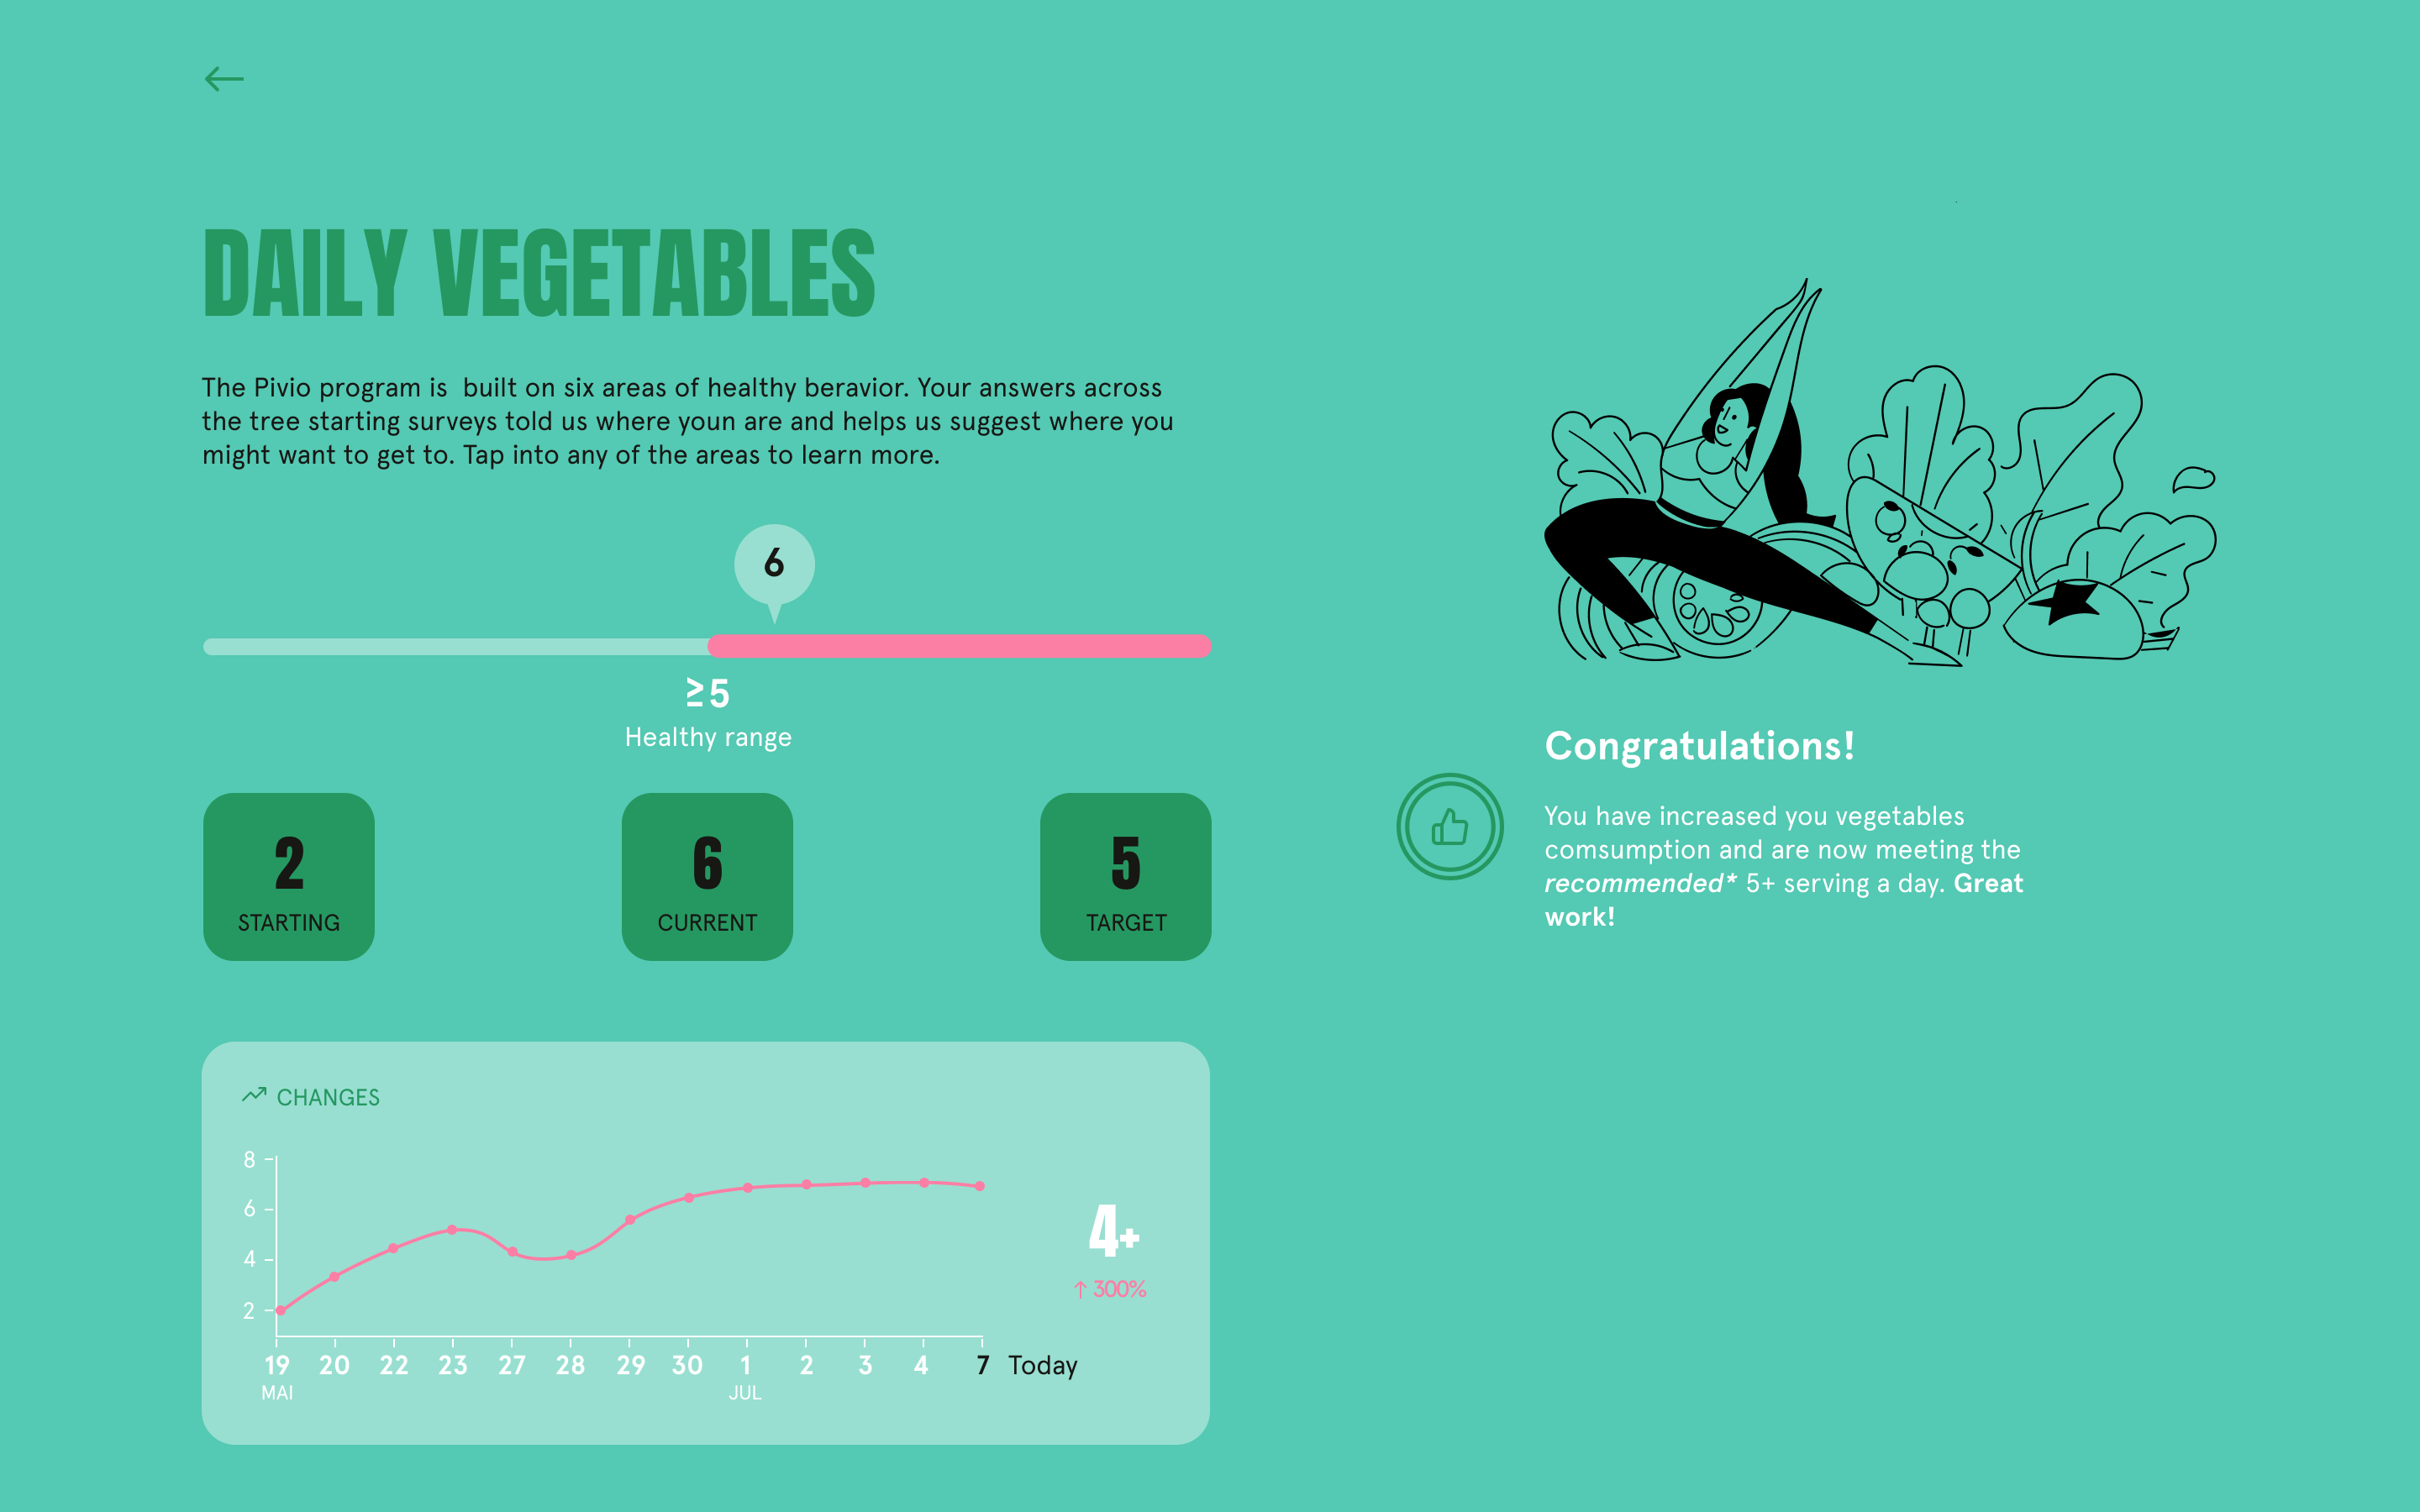 DAILY VEGETABLES
The Pivio program is  built on six areas of healthy beravior. Your answers across
the tree starting surveys told us where youn are and helps us suggest where you
might want to get to. Tap into any of the areas to learn more.
6
≥5
Healthy range
2
STARTING
6
CURRENT
5
TARGET
Congratulations!
You have increased you vegetables
comsumption and are now meeting the
recommended* 5+ serving a day. Great
work!
CHANGES
8
6
4
2
19 20 22 23 27 28 29 30 1 2 3 4 7 Today
MAI JUL
4+
↑ 300%